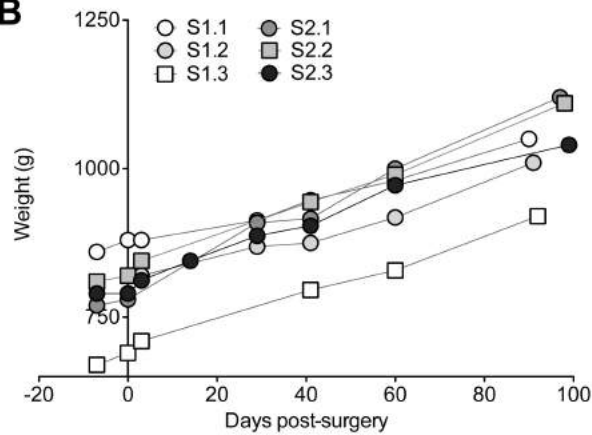 B
1250
S1.1 S2.1
S1.2 S2.2
S1.3 S2.3
Weight (g)
1000
750
-20 0 20 40 60 80 100
Days post-surgery